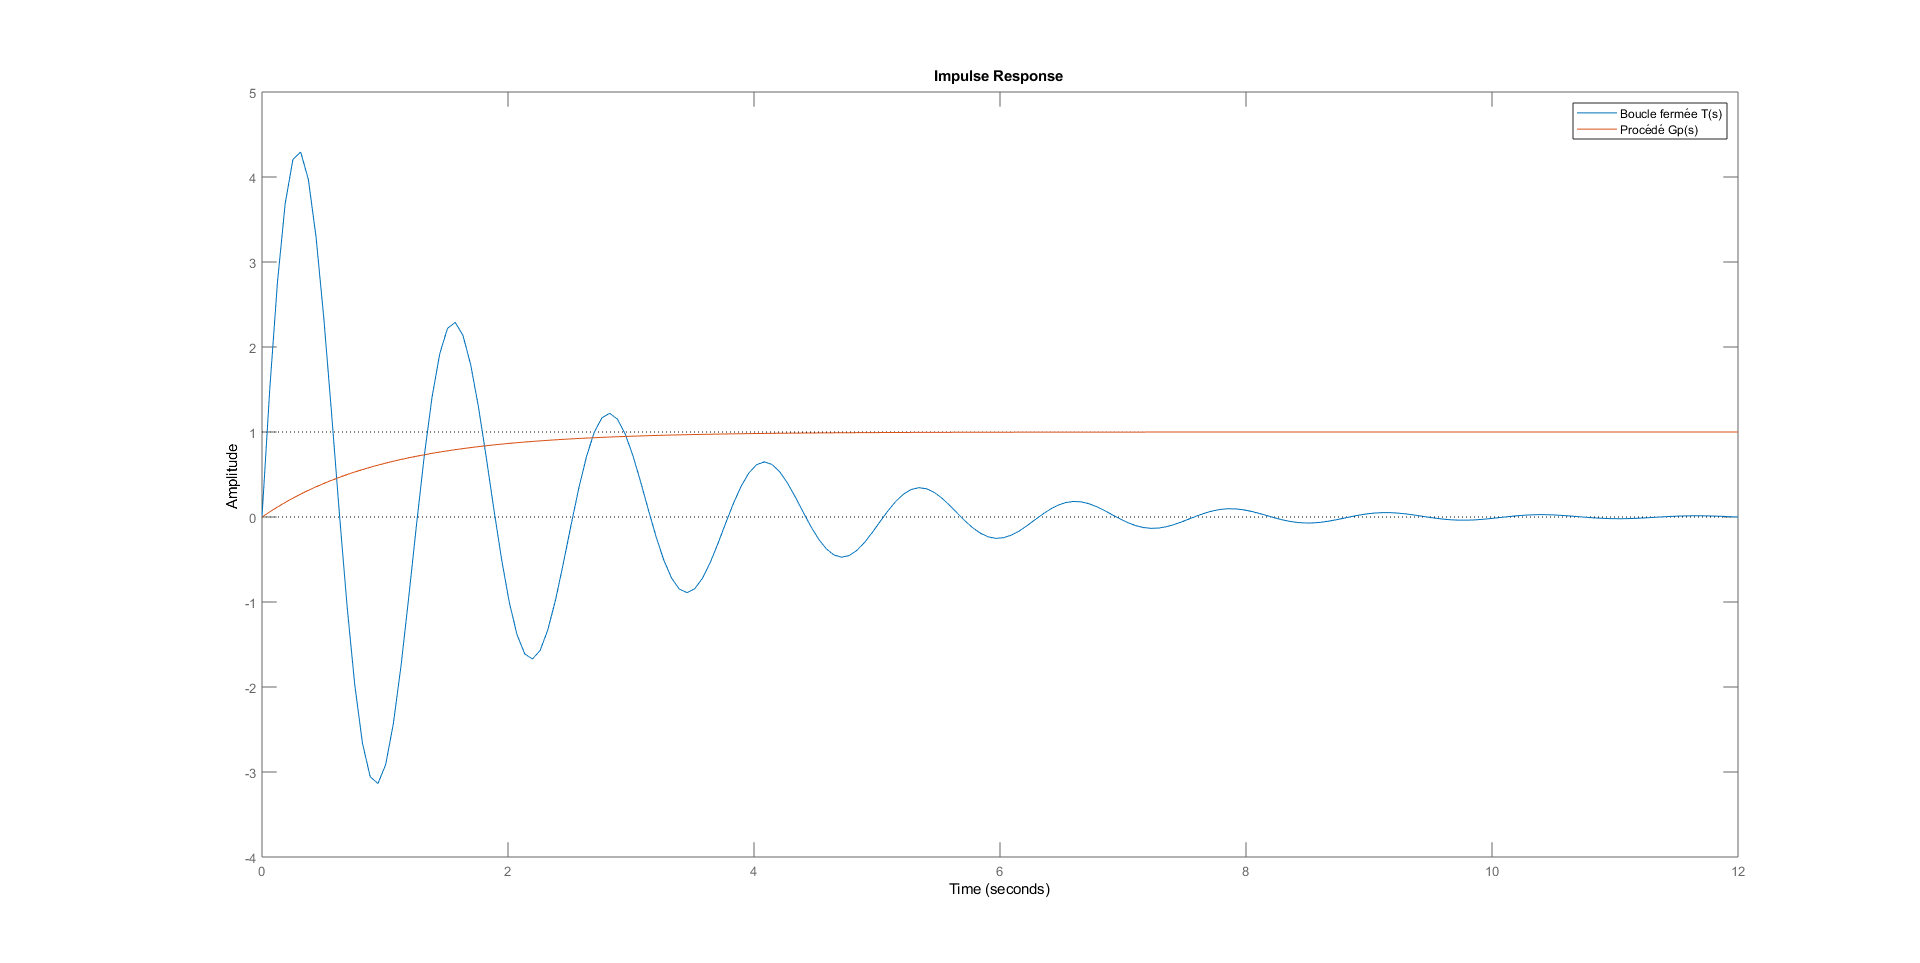 Impulse Response
Boucle fermée T(s)
Procédé Gp(s)
Amplitude
5
4
3
2
1
0
-1
-2
-3
-4
0 2 4 6 8 10 12
Time (seconds)